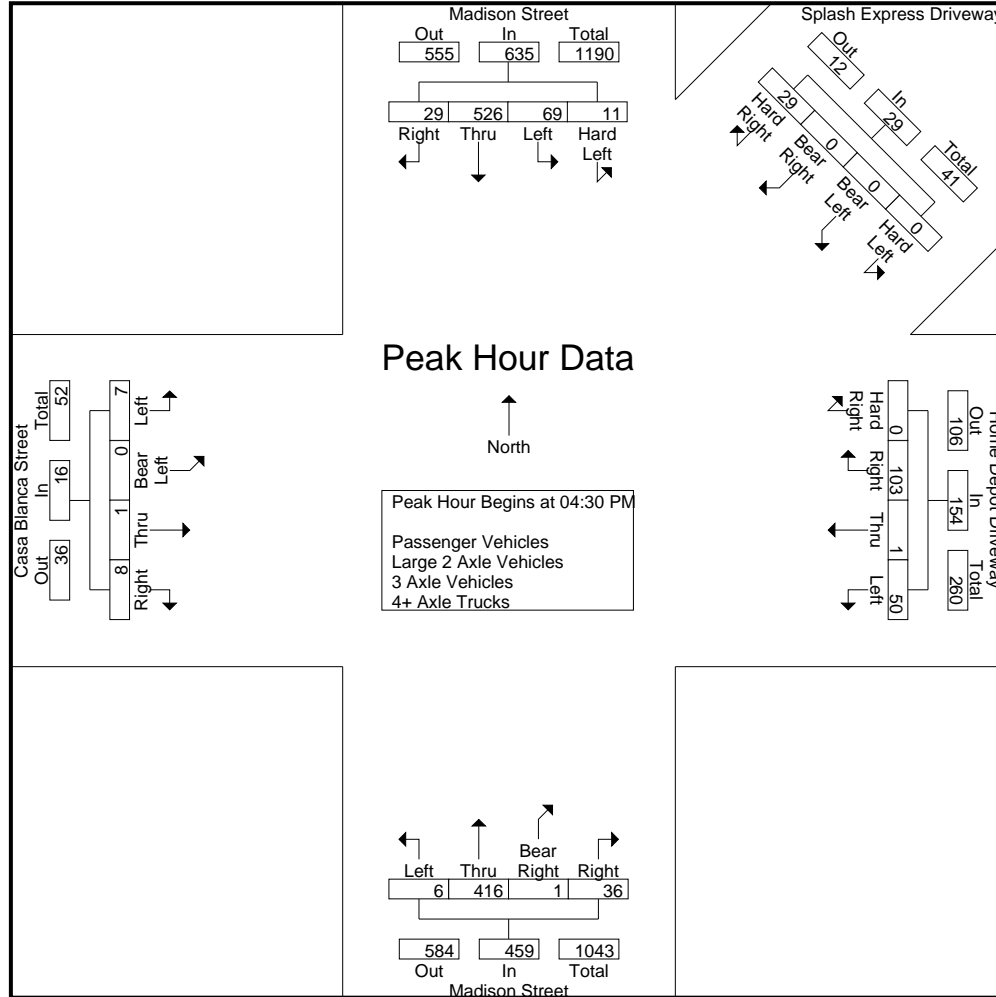 Madison Street
Out In Total
555 635 1190
29 526 69 11
Right Thru Left Hard
Left
Splash Express Driveway
Out
12
In
29
Total
41
29 0 0 0
Hard
Right
Bear
Right
Bear
Left
Hard
Left
Peak Hour Data
North
Peak Hour Begins at 04:30 PM
Passenger Vehicles
Large 2 Axle Vehicles
3 Axle Vehicles
4+ Axle Trucks
Casa Blanca Street
Out In Total
36 16 52
7 0 1 8
Left
Bear
Left
Thru
Right
Home Depot Driveway
Out In Total
106 154 260
0 103 1 50
Hard
Right
Right
Thru
Left
Bear
Left Thru Right Right
6 416 1 36
584 459 1043
Out In Total
Madison Street